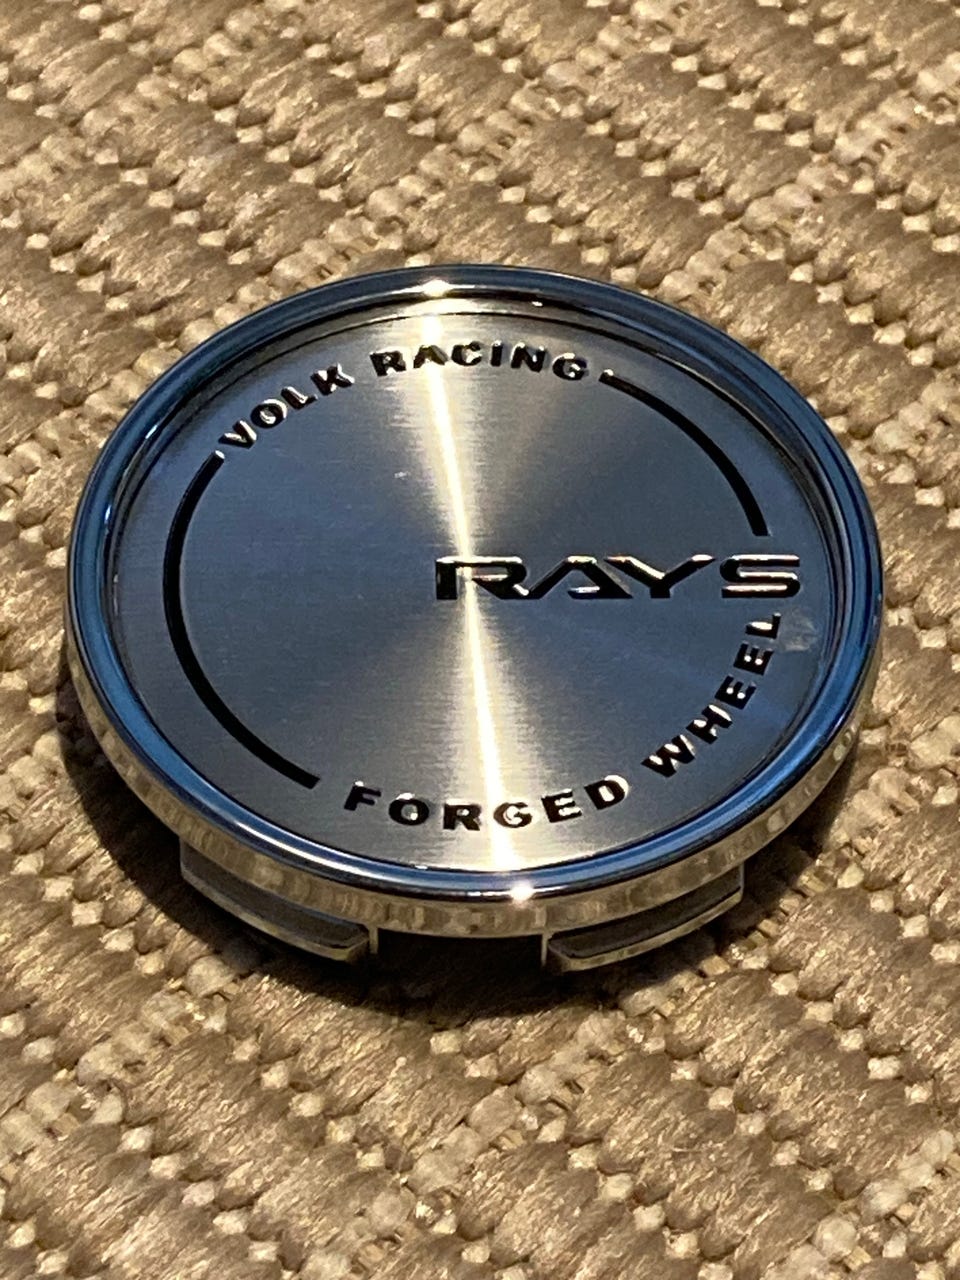 VOLK RACING
RAYS
FORGED WHEEL